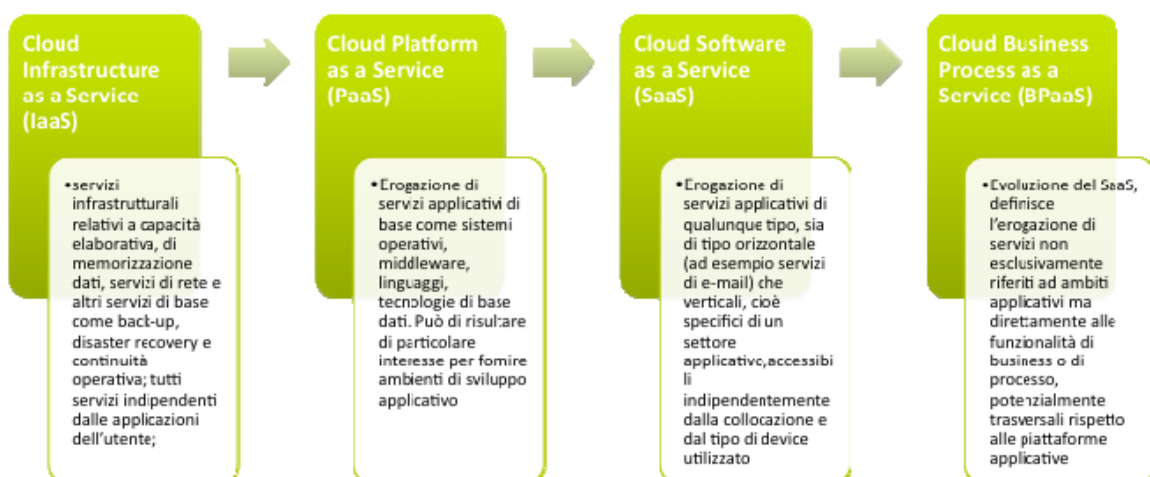 Cloud
Infrastructure
as a Service
(IaaS)
•servizi
infrastrutturali
relativi a capacità
elaborativa, di
memorizzazione
dati, servizi di rete e
altri servizi di base
come back-up,
disaster recovery e
continuità
operativa; tutti
servizi indipendenti
dalle applicazioni
dell'utente;
Cloud Platform
as a Service
(PaaS)
•Erogazione di
servizi applicativi di
base come sistemi
operativi,
middleware,
linguaggi,
tecnologie di base
dati. Può di risultare
di particolare
interesse per fornire
ambienti di sviluppo
applicativo
Cloud Software
as a Service
(SaaS)
•Erogazione di
servizi applicativi di
qualunque tipo, sia
di tipo orizzontale
(ad esempio servizi
di e-mail) che
verticali, cioè
specifici di un
settore
applicativo,accessibi
li
indipendentemente
dalla collocazione e
dal tipo di device
utilizzato
Cloud Business
Process as a
Service (BPaaS)
•Evoluzione del SaaS,
definisce
l'erogazione di
servizi non
esclusivamente
riferiti ad ambiti
applicativi ma
direttamente alle
funzionalità di
business o di
processo,
potenzialmente
trasversali rispetto
alle piattaforme
applicative